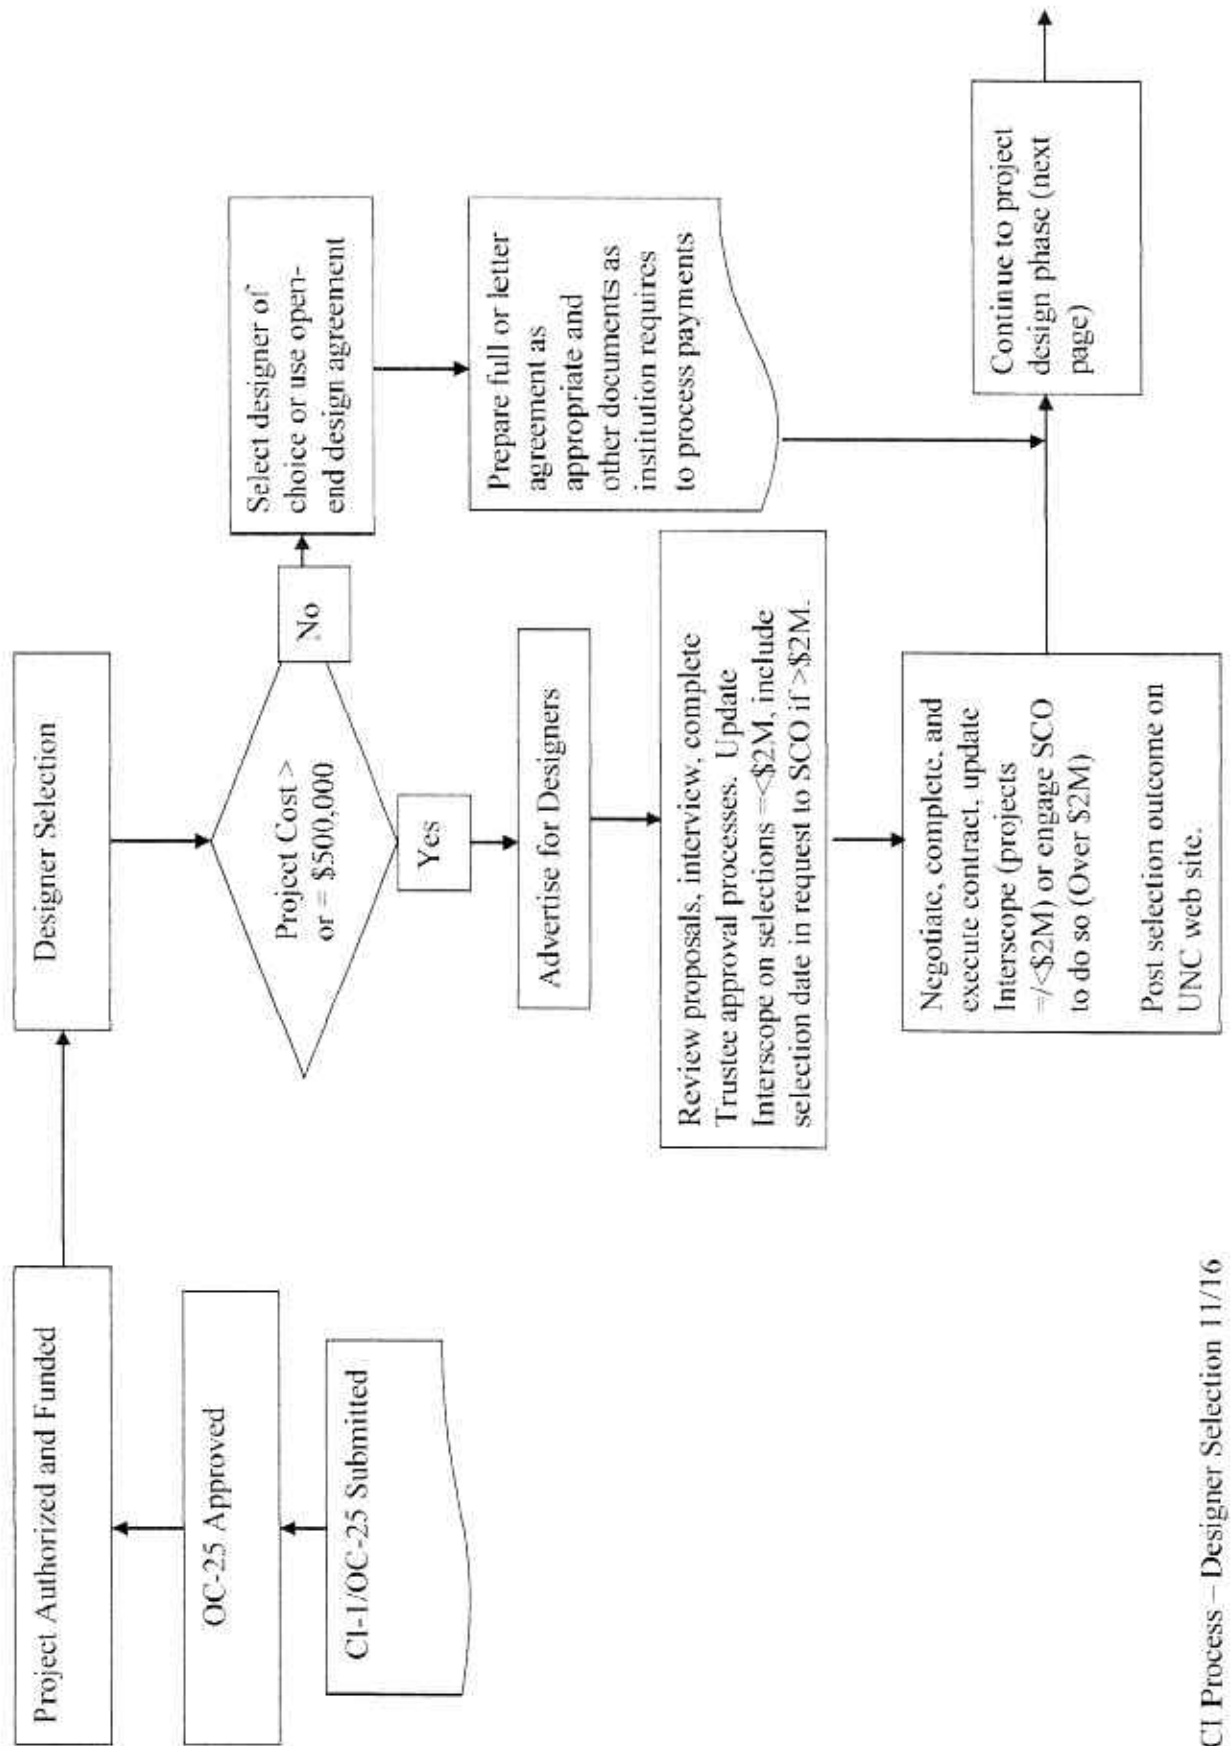 Project Authorized and Funded
OC-25 Approved
CI-1/OC-25 Submitted
Designer Selection
Project Cost >
or = $500,000
No
Yes
Select designer of
choice or use open-
end design agreement
Prepare full or letter
agreement as
appropriate and
other documents as
institution requires
to process payments
Advertise for Designers
Review proposals, interview, complete
Trustee approval processes. Update
Interscope on selections =<$2M, include
selection date in request to SCO if >$2M.
Negotiate, complete, and
execute contract, update
Interscope (projects
=/<$2M) or engage SCO
to do so (Over $2M)
Post selection outcome on
UNC web site.
Continue to project
design phase (next
page)
CI Process – Designer Selection 11/16